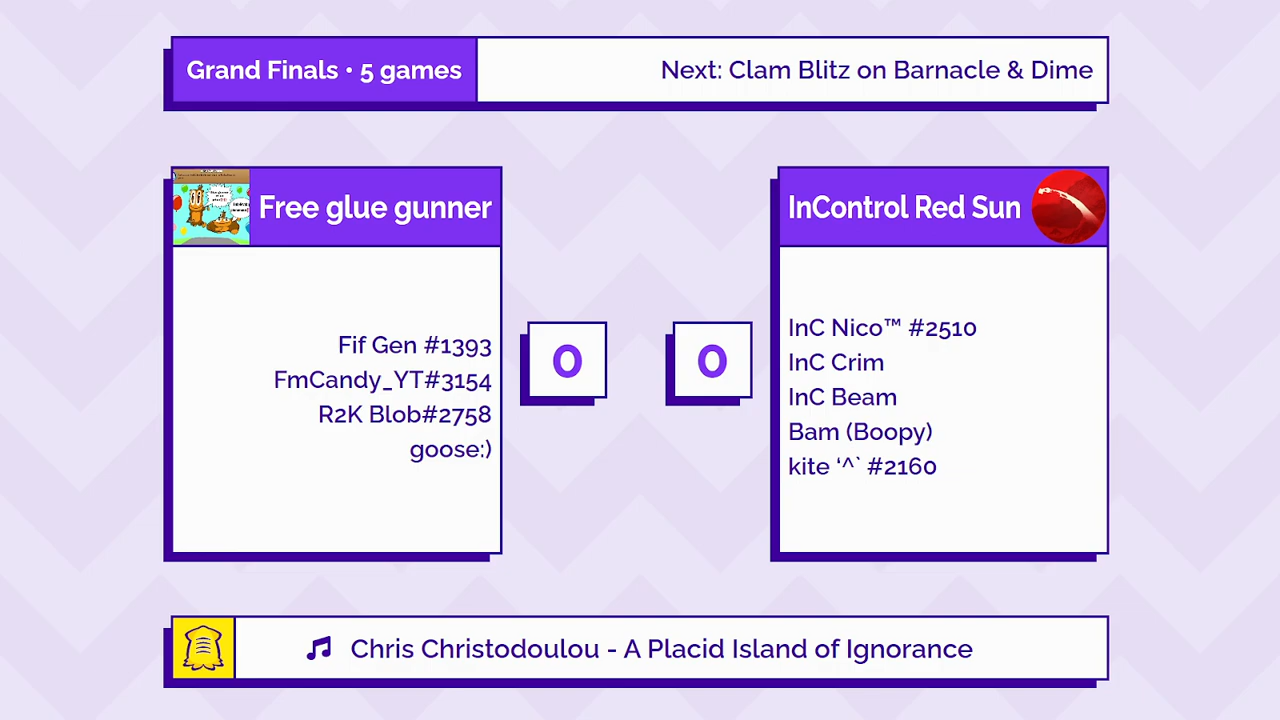 Grand Finals • 5 games
Next: Clam Blitz on Barnacle & Dime
Free glue gunner
Fif Gen #1393
FmCandy_YT#3154
R2K Blob#2758
goose:)
0
0
InControl Red Sun
InC Nico™ #2510
InC Crim
InC Beam
Bam (Boopy)
kite ‘^` #2160
Chris Christodoulou - A Placid Island of Ignorance